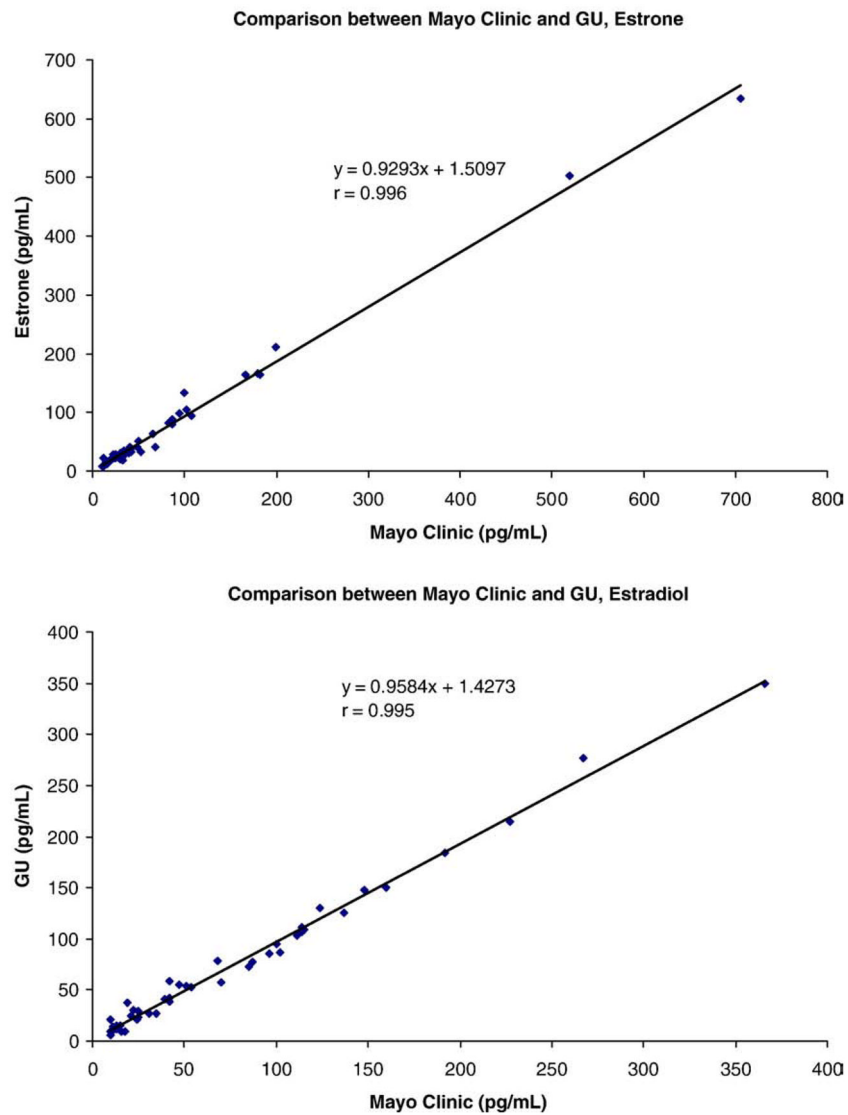 Comparison between Mayo Clinic and GU, Estrone
700
600
500
400
300
200
100
0
Estrone (pg/mL)
y = 0.9293x + 1.5097
r = 0.996
0 100 200 300 400 500 600 700 800
Mayo Clinic (pg/mL)
Comparison between Mayo Clinic and GU, Estradiol
400
350
300
250
200
150
100
50
0
GU (pg/mL)
y = 0.9584x + 1.4273
r = 0.995
0 50 100 150 200 250 300 350 400
Mayo Clinic (pg/mL)